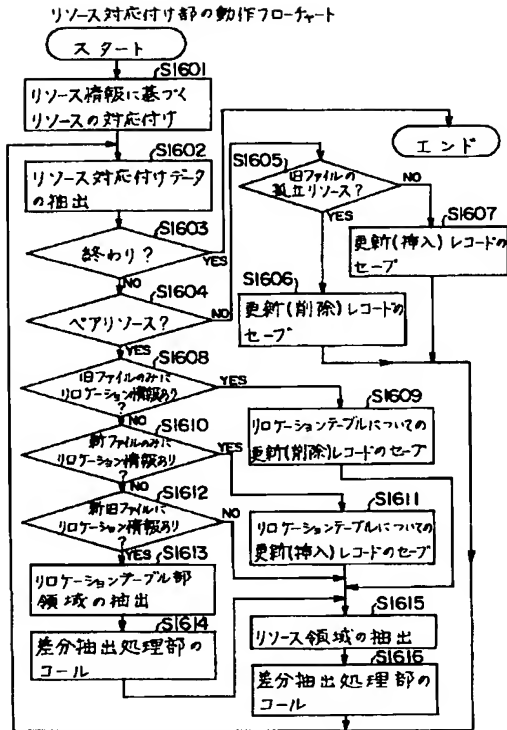 リソース対応付け部の動作フローチャート
スタート
S1601
リソース情報に基づく
リソースの対応付け
S1602
リソース対応付けデータ
の抽出
S1603
終わり?
YES
NO
S1604
ペアリソース?
NO
YES
S1605
旧ファイルの
孤立リソース?
NO
YES
エンド
S1607
更新(挿入)レコードの
セーブ
S1606
更新(削除)レコードの
セーブ
S1608
旧ファイルのみに
リロケーション情報あり
?
YES
NO
S1609
リロケーションテーブルについての
更新(削除)レコードのセーブ
S1610
新ファイルのみに
リロケーション情報あり
?
YES
NO
S1611
リロケーションテーブルについての
更新(挿入)レコードのセーブ
S1612
新旧ファイルに
リロケーション情報あり
?
NO
YES
S1613
リロケーションテーブル部
領域の抽出
S1614
差分抽出処理部の
コール
S1615
リソース領域の抽出
S1616
差分抽出処理部の
コール